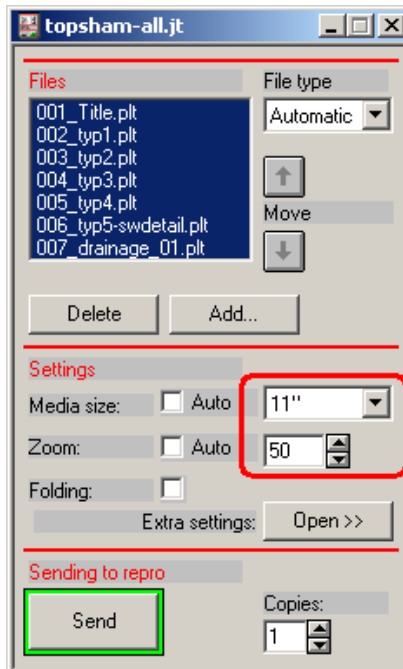 topsham-all.jt
Files
File type
001_Title.plt
Automatic
002_typ1.plt
003_typ2.plt
004_typ3.plt
005_typ4.plt
006_typ5-swdetail.plt
Move
007_drainage_01.plt
Delete
Add...
Settings
Media size: Auto 11"
Zoom: Auto 50
Folding:
Extra settings: Open >>
Sending to repro
Send
Copies:
1